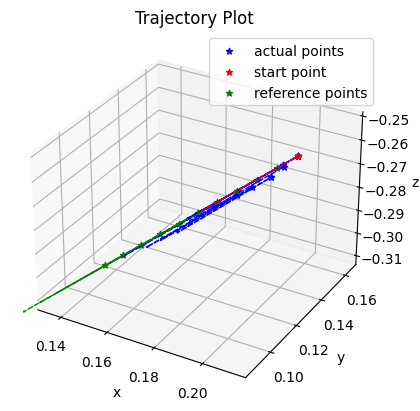 Trajectory Plot
actual points
start point
reference points
−0.25
−0.26
−0.27
−0.28
−0.29
−0.30
−0.31
z
0.16
0.14
0.12
0.10
y
0.14
0.16
0.18
0.20
x